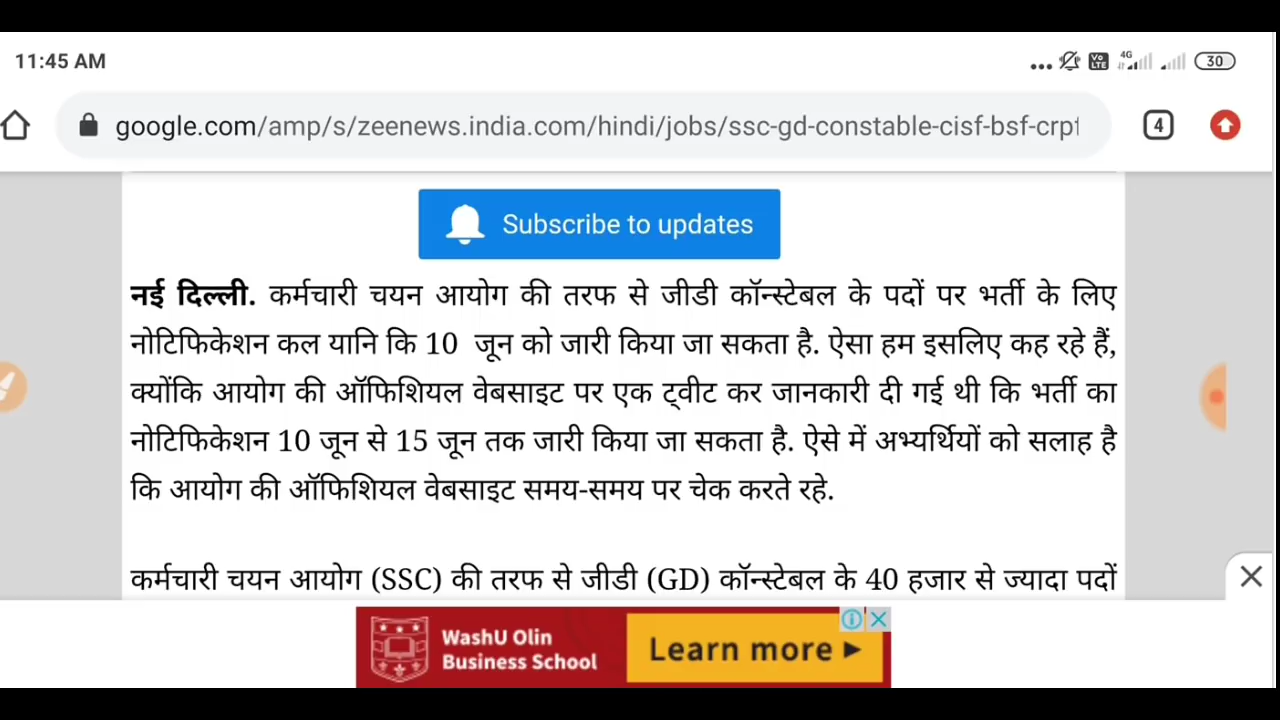 11:45 AM
4G
Vo LTE
30
google.com/amp/s/zeenews.india.com/hindi/jobs/ssc-gd-constable-cisf-bsf-crpf
4
Subscribe to updates
नई दिल्ली. कर्मचारी चयन आयोग की तरफ से जीडी कॉन्स्टेबल के पदों पर भर्ती के लिए
नोटिफिकेशन कल यानि कि 10 जून को जारी किया जा सकता है. ऐसा हम इसलिए कह रहे हैं,
क्योंकि आयोग की ऑफिशियल वेबसाइट पर एक ट्वीट कर जानकारी दी गई थी कि भर्ती का
नोटिफिकेशन 10 जून से 15 जून तक जारी किया जा सकता है. ऐसे में अभ्यर्थियों को सलाह है
कि आयोग की ऑफिशियल वेबसाइट समय-समय पर चेक करते रहे.
कर्मचारी चयन आयोग (SSC) की तरफ से जीडी (GD) कॉन्स्टेबल के 40 हजार से ज्यादा पदों
WashU Olin
Business School
Learn more